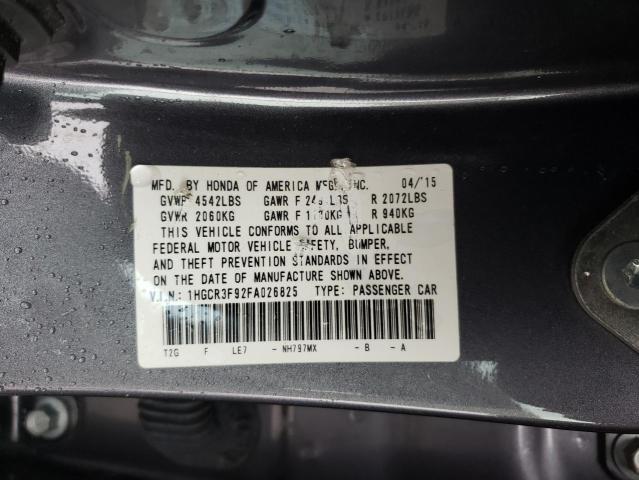 MFD. BY HONDA OF AMERICA MFG., INC. 04/15
GVWR 4542LBS GAWR F LBS R 2072LBS
GVWR 2060KG GAWR F R 940KG
THIS VEHICLE CONFORMS TO ALL APPLICABLE
FEDERAL MOTOR VEHICLE SAFETY, BUMPER,
AND THEFT PREVENTION STANDARDS IN EFFECT
ON THE DATE OF MANUFACTURE SHOWN ABOVE.
V.I.N.: 1HGCR3F92FA026825 TYPE: PASSENGER CAR
T2G F LE7 - NH797MX - B - A